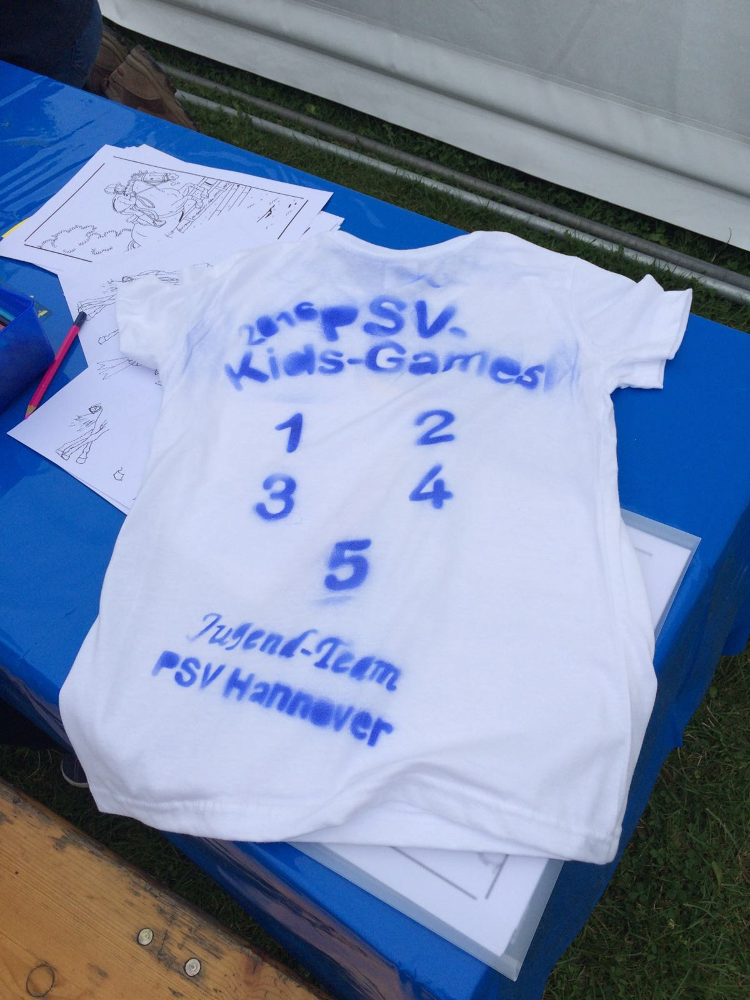 2016 PSV-
Kids-Games
1 2
3 4
5
Jugend-Team
PSV Hannover